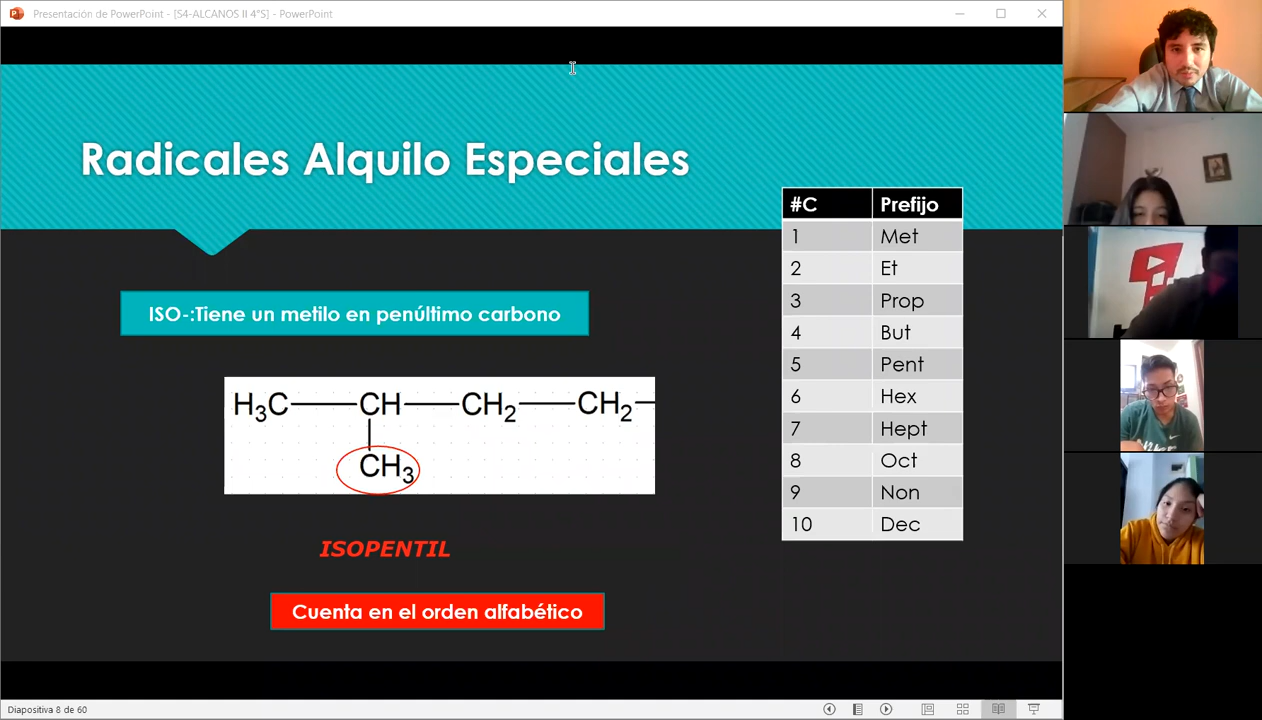 Presentación de PowerPoint - [S4-ALCANOS II 4°S] - PowerPoint
Radicales Alquilo Especiales
#C Prefijo
1 Met
2 Et
3 Prop
4 But
5 Pent
6 Hex
7 Hept
8 Oct
9 Non
10 Dec
ISO-:Tiene un metilo en penúltimo carbono
H3C CH CH2 CH2
CH3
ISOPENTIL
Cuenta en el orden alfabético
Diapositiva 8 de 60